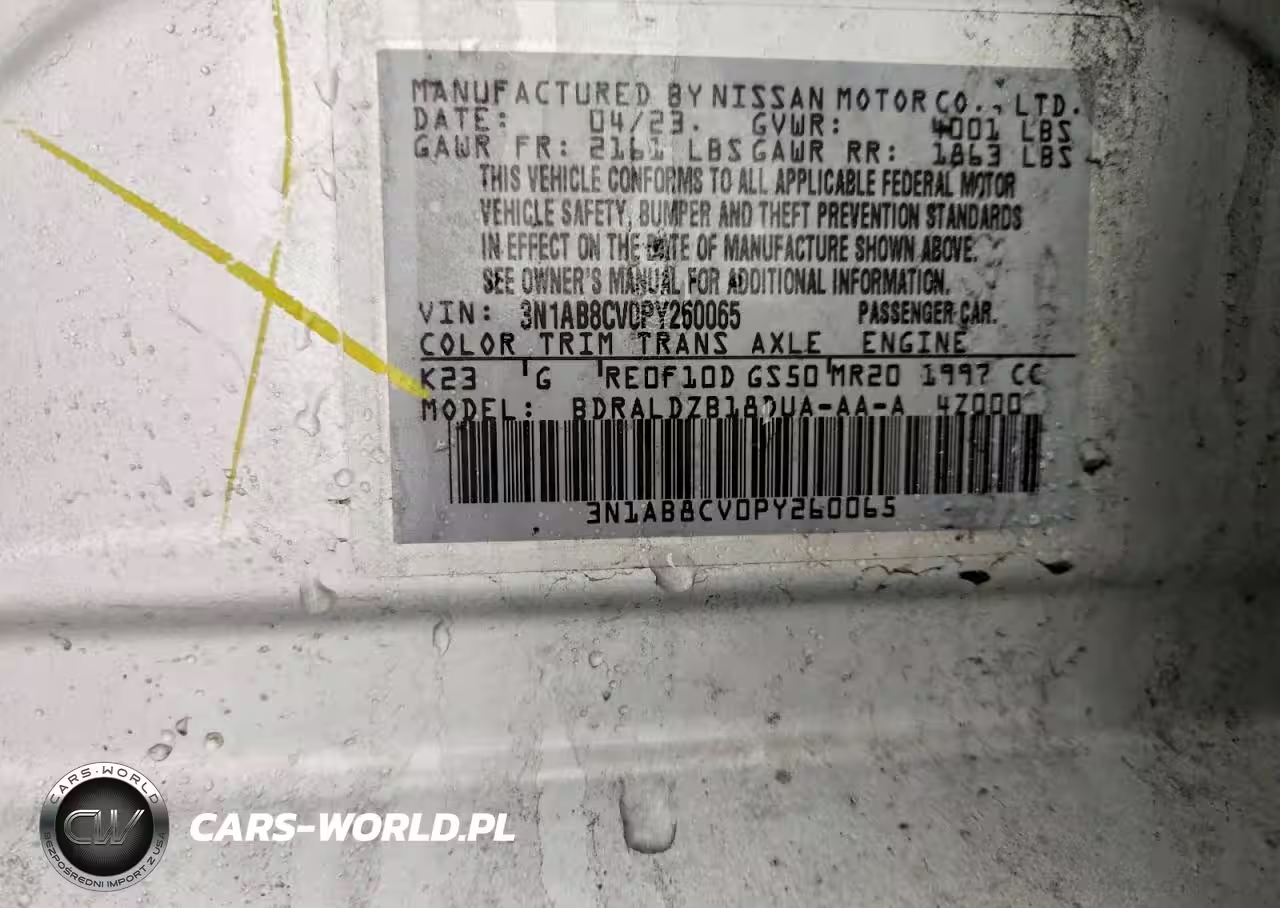 MANUFACTURED BY NISSAN MOTOR CO., LTD.
DATE: 04/23. GVWR: 4001 LBS
GAWR FR: 2161 LBS GAWR RR: 1863 LBS
THIS VEHICLE CONFORMS TO ALL APPLICABLE FEDERAL MOTOR
VEHICLE SAFETY, BUMPER AND THEFT PREVENTION STANDARDS
IN EFFECT ON THE DATE OF MANUFACTURE SHOWN ABOVE.
SEE OWNER'S MANUAL FOR ADDITIONAL INFORMATION.
VIN: 3N1AB8CV0PY260065 PASSENGER CAR.
COLOR TRIM TRANS AXLE ENGINE
K23 G RE0F10D GS50 MR20 1997 CC
MODEL: BDRALDZB18DUA-AA-A 4Z000
3N1AB8CV0PY260065
CARS-WORLD
CW
BEZPOŚREDNI IMPORT Z USA
CARS-WORLD.PL